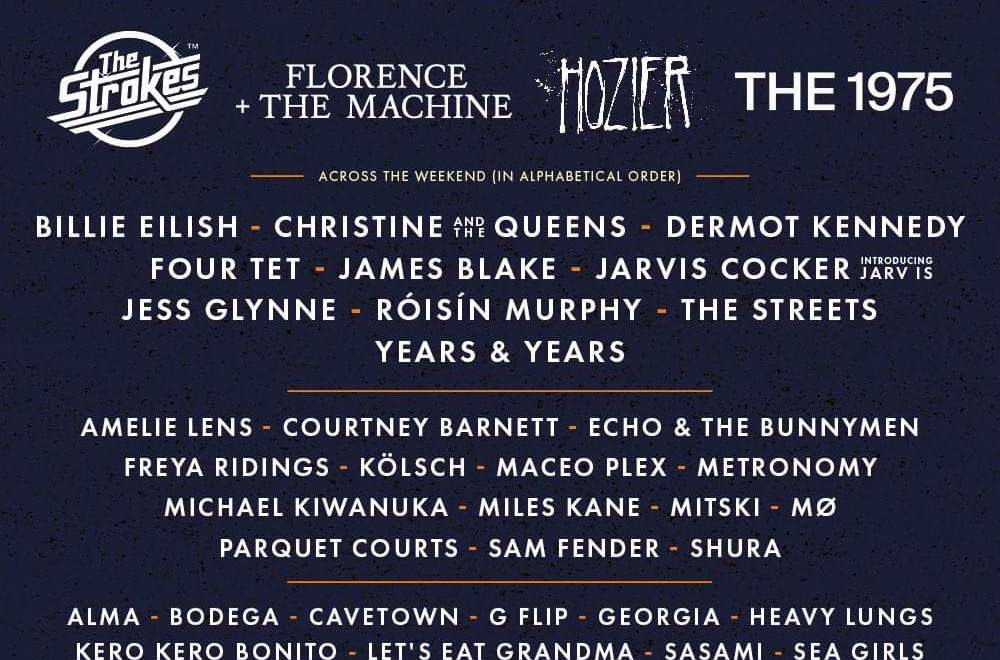 The Strokes ™ FLORENCE + THE MACHINE HOZIER THE 1975
ACROSS THE WEEKEND (IN ALPHABETICAL ORDER)
BILLIE EILISH - CHRISTINE AND THE QUEENS - DERMOT KENNEDY
FOUR TET - JAMES BLAKE - JARVIS COCKER INTRODUCING JARV IS
JESS GLYNNE - RÓISÍN MURPHY - THE STREETS
YEARS & YEARS
AMELIE LENS - COURTNEY BARNETT - ECHO & THE BUNNYMEN
FREYA RIDINGS - KÖLSCH - MACEO PLEX - METRONOMY
MICHAEL KIWANUKA - MILES KANE - MITSKI - MØ
PARQUET COURTS - SAM FENDER - SHURA
ALMA - BODEGA - CAVETOWN - G FLIP - GEORGIA - HEAVY LUNGS
KERO KERO BONITO - LET'S EAT GRANDMA - SASAMI - SEA GIRLS